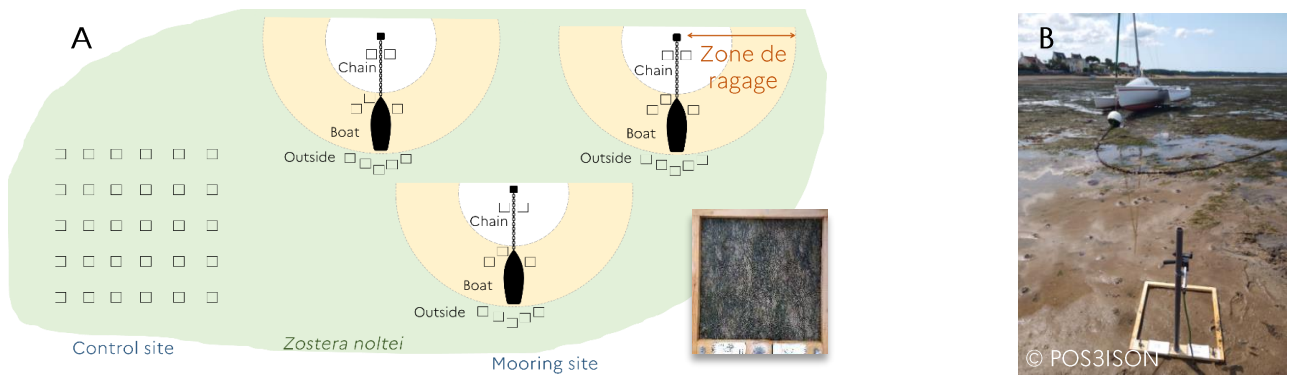 A
Chain
Boat
Outside
Chain
Boat
Outside
Zone de
ragage
Chain
Boat
Outside
Control site
Zostera noltei
Mooring site
B
© POS3ISON